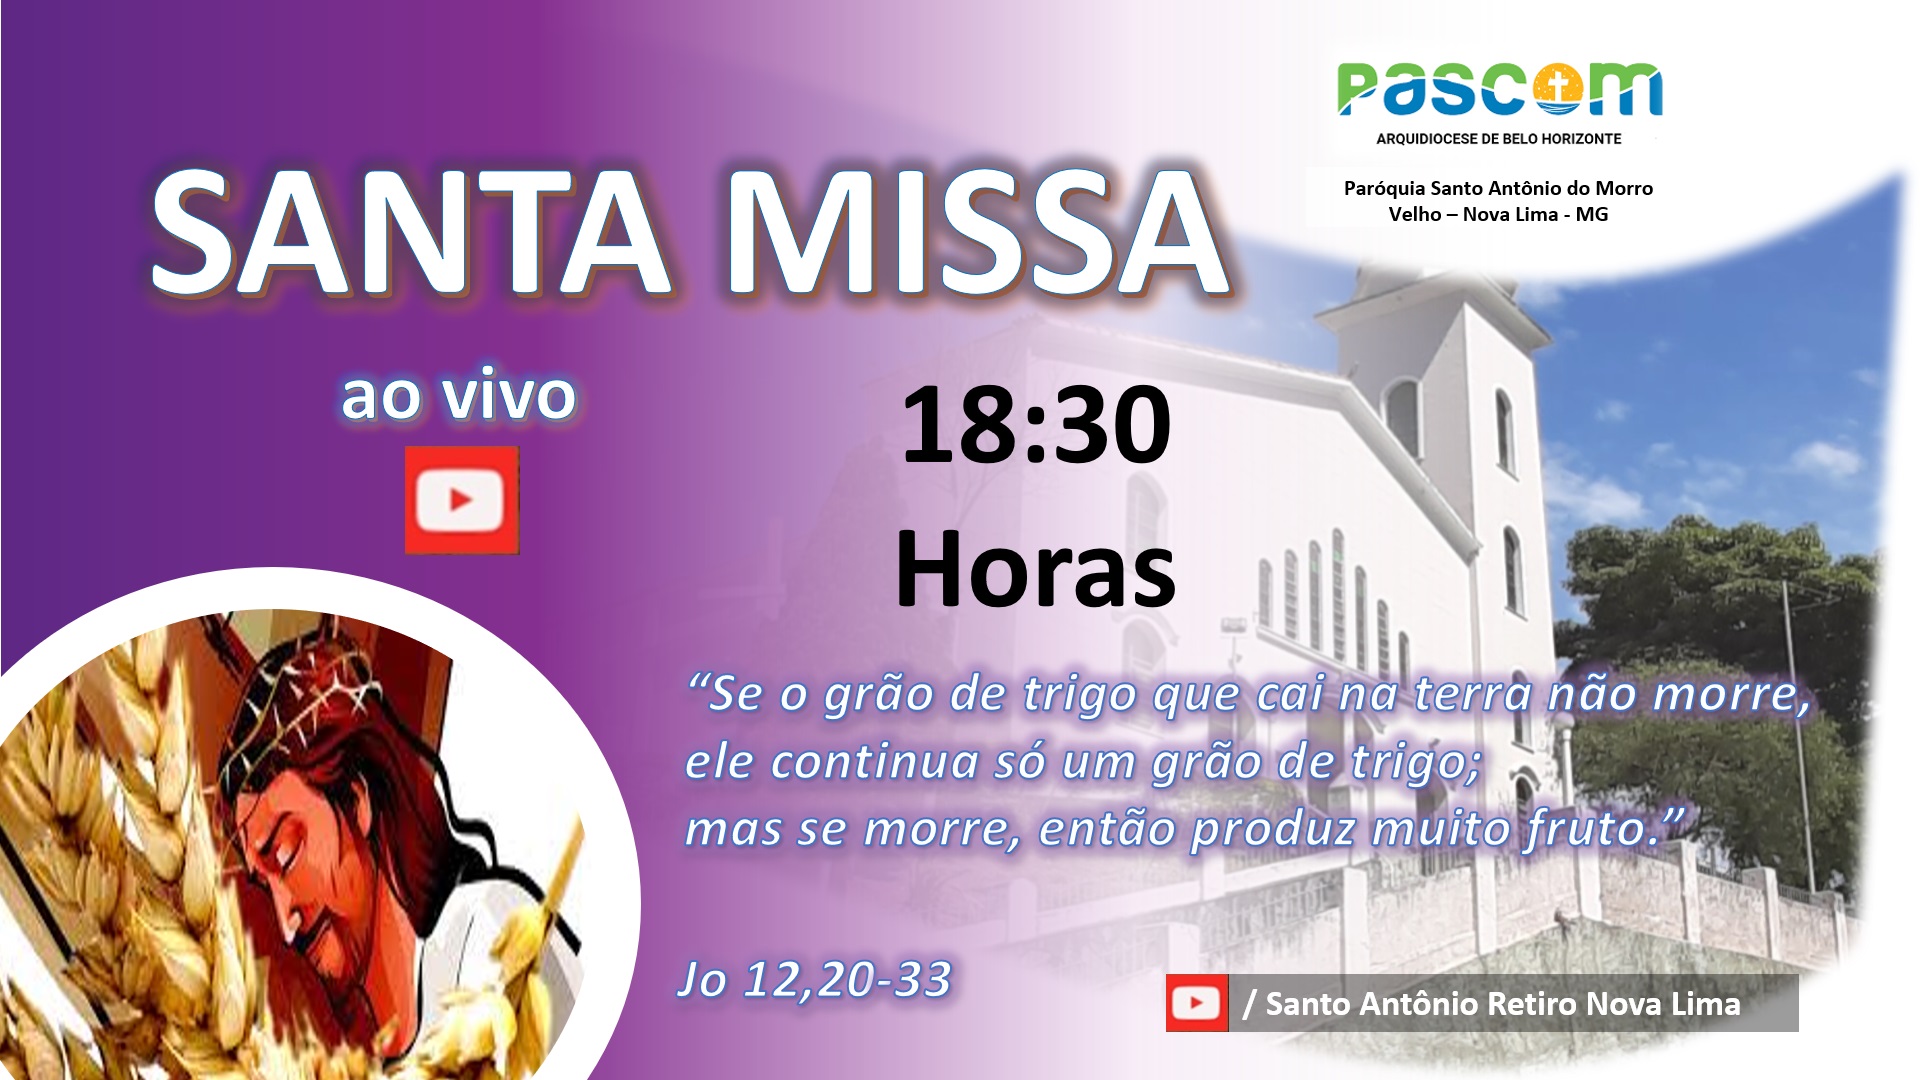 Pascom
ARQUIDIOCESE DE BELO HORIZONTE
Paróquia Santo Antônio do Morro
Velho – Nova Lima - MG
SANTA MISSA
ao vivo
18:30
Horas
“Se o grão de trigo que cai na terra não morre,
ele continua só um grão de trigo;
mas se morre, então produz muito fruto.”
Jo 12,20-33
/ Santo Antônio Retiro Nova Lima